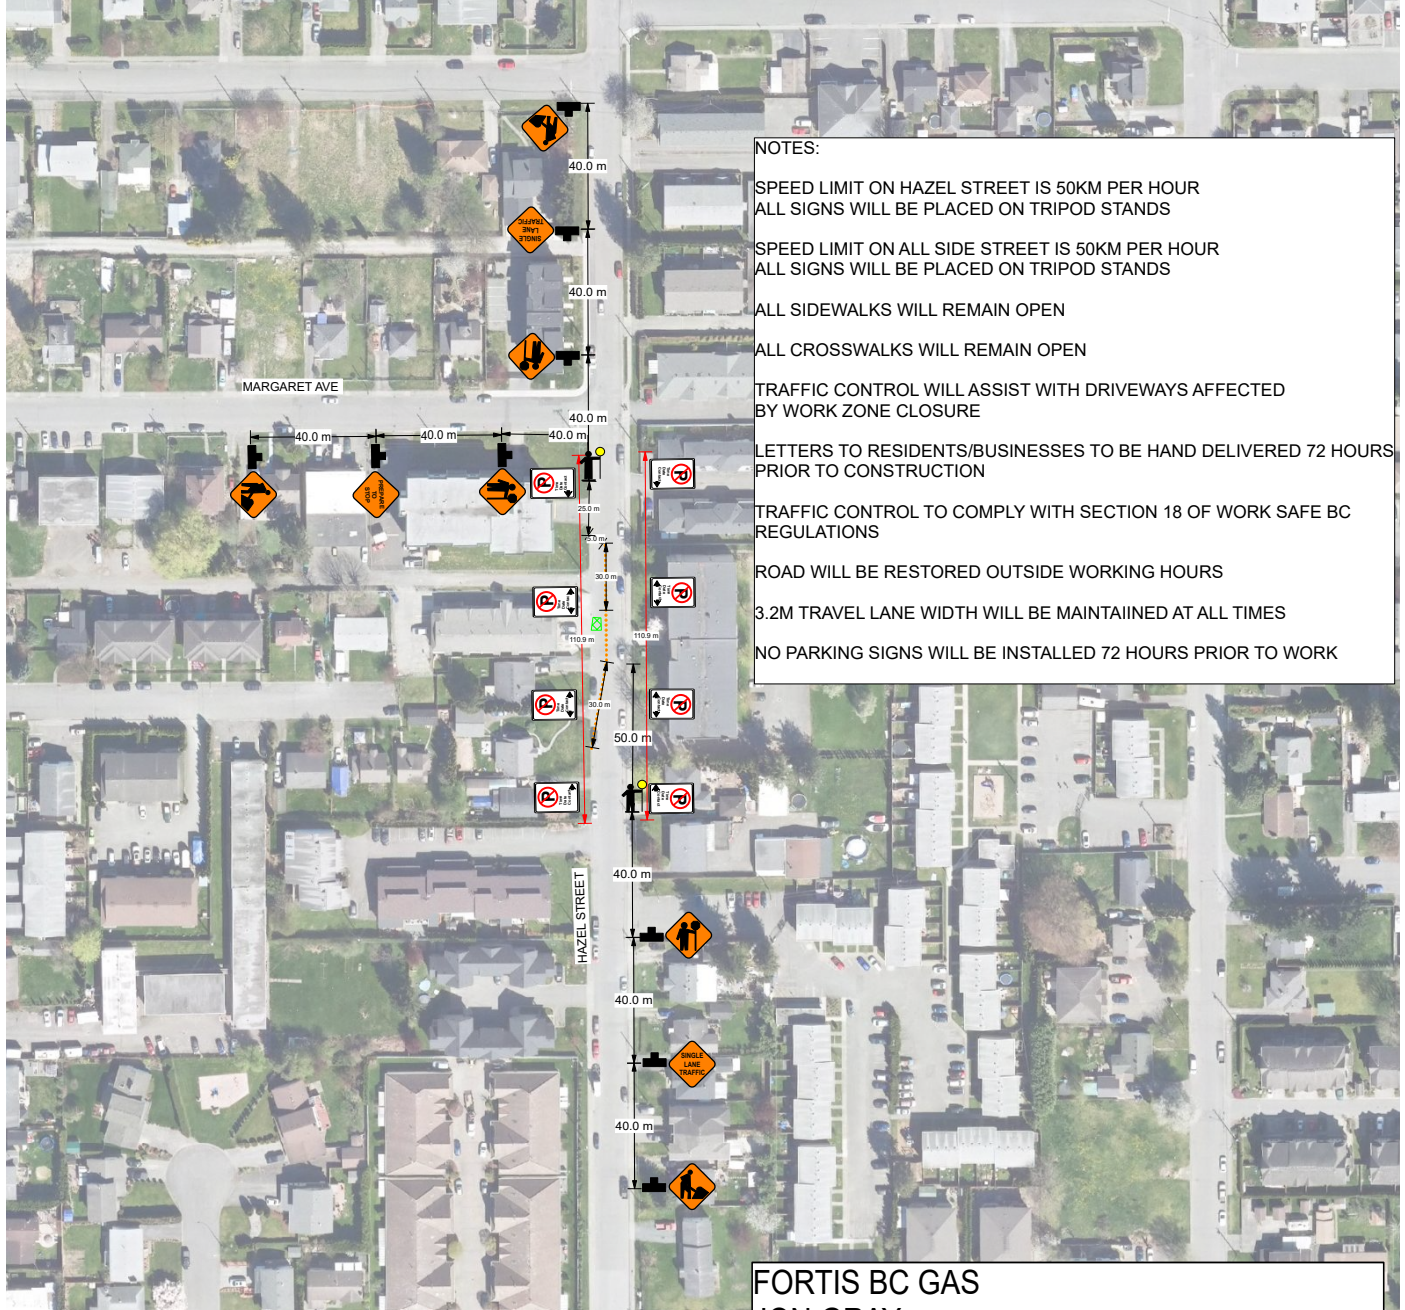 NOTES:
SPEED LIMIT ON HAZEL STREET IS 50KM PER HOUR
ALL SIGNS WILL BE PLACED ON TRIPOD STANDS
SPEED LIMIT ON ALL SIDE STREET IS 50KM PER HOUR
ALL SIGNS WILL BE PLACED ON TRIPOD STANDS
ALL SIDEWALKS WILL REMAIN OPEN
ALL CROSSWALKS WILL REMAIN OPEN
TRAFFIC CONTROL WILL ASSIST WITH DRIVEWAYS AFFECTED
BY WORK ZONE CLOSURE
LETTERS TO RESIDENTS/BUSINESSES TO BE HAND DELIVERED 72 HOURS
PRIOR TO CONSTRUCTION
TRAFFIC CONTROL TO COMPLY WITH SECTION 18 OF WORK SAFE BC
REGULATIONS
ROAD WILL BE RESTORED OUTSIDE WORKING HOURS
3.2M TRAVEL LANE WIDTH WILL BE MAINTAIINED AT ALL TIMES
NO PARKING SIGNS WILL BE INSTALLED 72 HOURS PRIOR TO WORK
40.0 m
SINGLE
LANE
TRAFFIC
40.0 m
MARGARET AVE
40.0 m
40.0 m
40.0 m
40.0 m
PREPARE
TO
STOP
P
P
25.0 m
5.0 m
30.0 m
P
P
110.9 m
110.9 m
30.0 m
P
P
50.0 m
P
P
40.0 m
HAZEL STREET
40.0 m
SINGLE
LANE
TRAFFIC
40.0 m
FORTIS BC GAS
JON GRAY